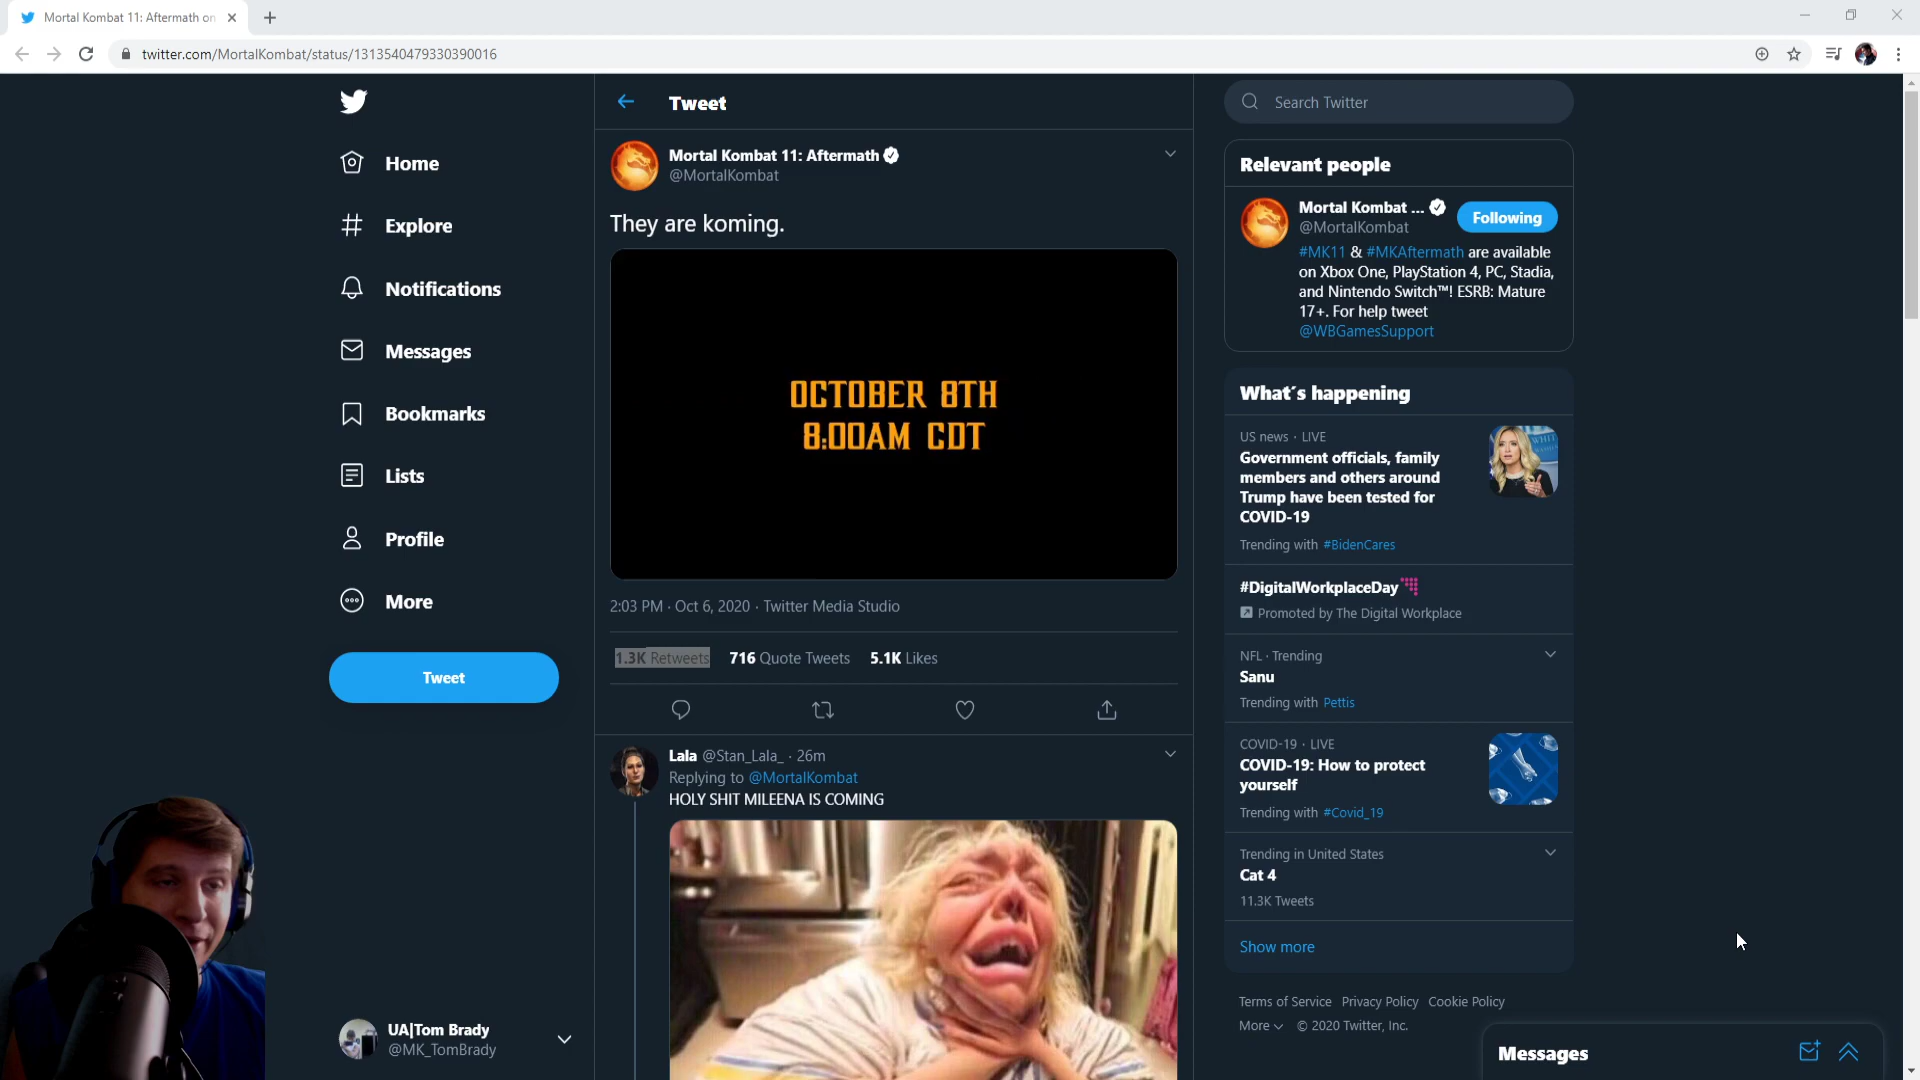 Mortal Kombat 11: Aftermath on
twitter.com/MortalKombat/status/1313540479330390016
Home
Explore
Notifications
Messages
Bookmarks
Lists
Profile
More
Tweet
UA|Tom Brady
@MK_TomBrady
Tweet
Mortal Kombat 11: Aftermath
@MortalKombat
They are koming.
OCTOBER 8TH
8:00AM CDT
2:03 PM · Oct 6, 2020 · Twitter Media Studio
1.3K Retweets 716 Quote Tweets 5.1K Likes
Lala @Stan_Lala_ · 26m
Replying to @MortalKombat
HOLY SHIT MILEENA IS COMING
Search Twitter
Relevant people
Mortal Kombat ...
Following
@MortalKombat
#MK11 & #MKAftermath are available
on Xbox One, PlayStation 4, PC, Stadia,
and Nintendo Switch™! ESRB: Mature
17+. For help tweet
@WBGamesSupport
What's happening
US news · LIVE
Government officials, family
members and others around
Trump have been tested for
COVID-19
Trending with #BidenCares
#DigitalWorkplaceDay
Promoted by The Digital Workplace
NFL · Trending
Sanu
Trending with Pettis
COVID-19 · LIVE
COVID-19: How to protect
yourself
Trending with #Covid_19
Trending in United States
Cat 4
11.3K Tweets
Show more
Terms of Service Privacy Policy Cookie Policy
More © 2020 Twitter, Inc.
Messages